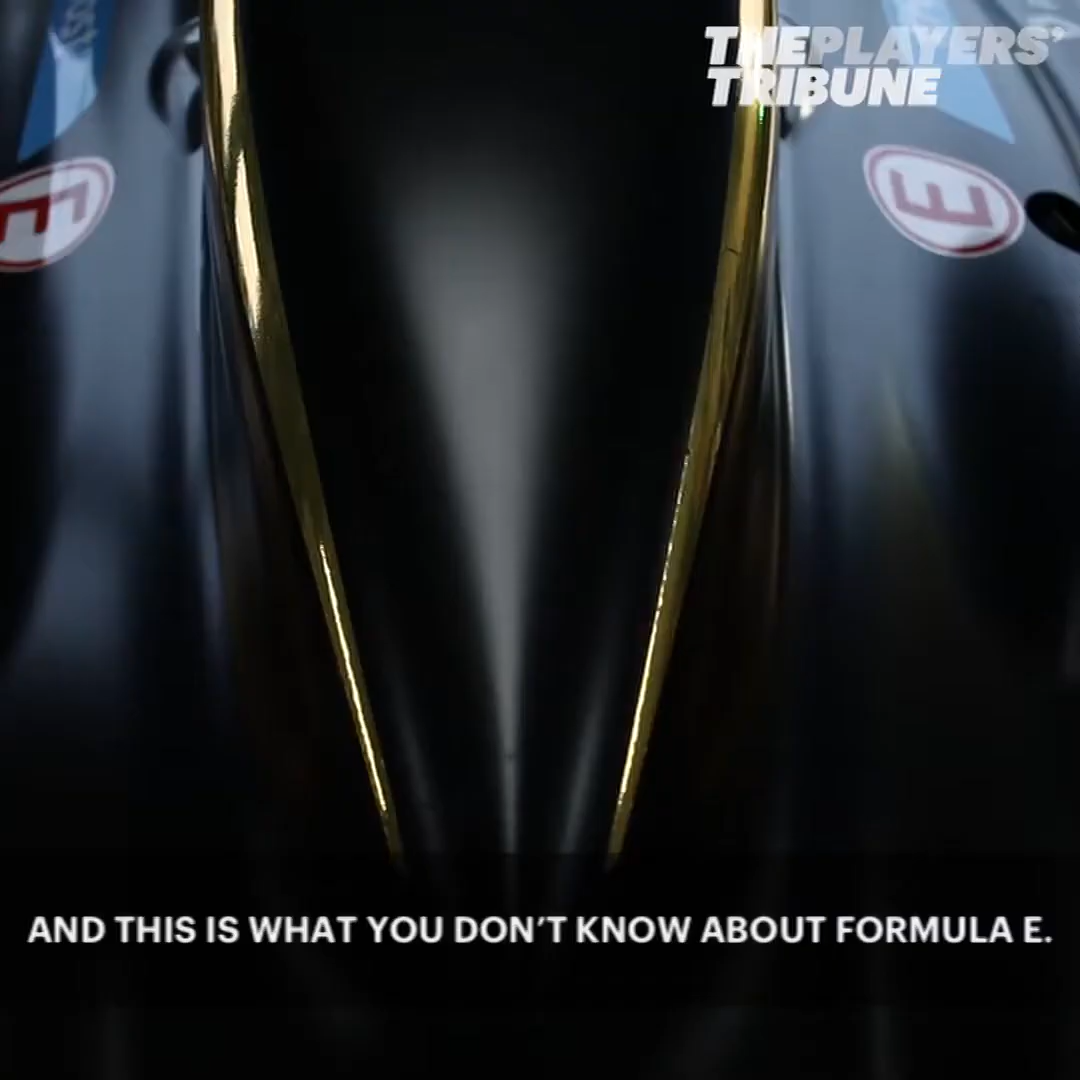 THEPLAYERS'
TRIBUNE
E
E
AND THIS IS WHAT YOU DON'T KNOW ABOUT FORMULA E.